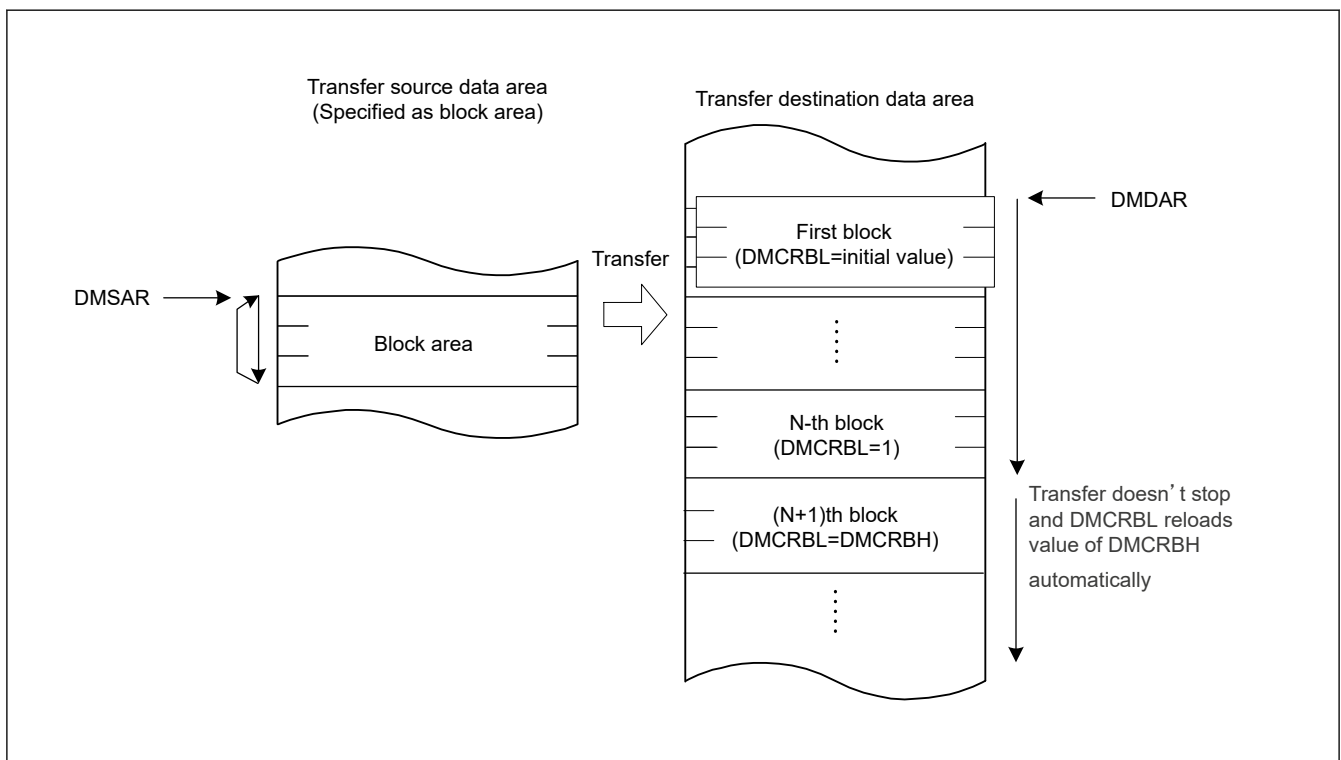 Transfer source data area
(Specified as block area)
Transfer destination data area
DMDAR
First block
(DMCRBL=initial value)
Transfer
DMSAR
Block area
N-th block
(DMCRBL=1)
(N+1)th block
(DMCRBL=DMCRBH)
Transfer doesn’t stop
and DMCRBL reloads
value of DMCRBH
automatically